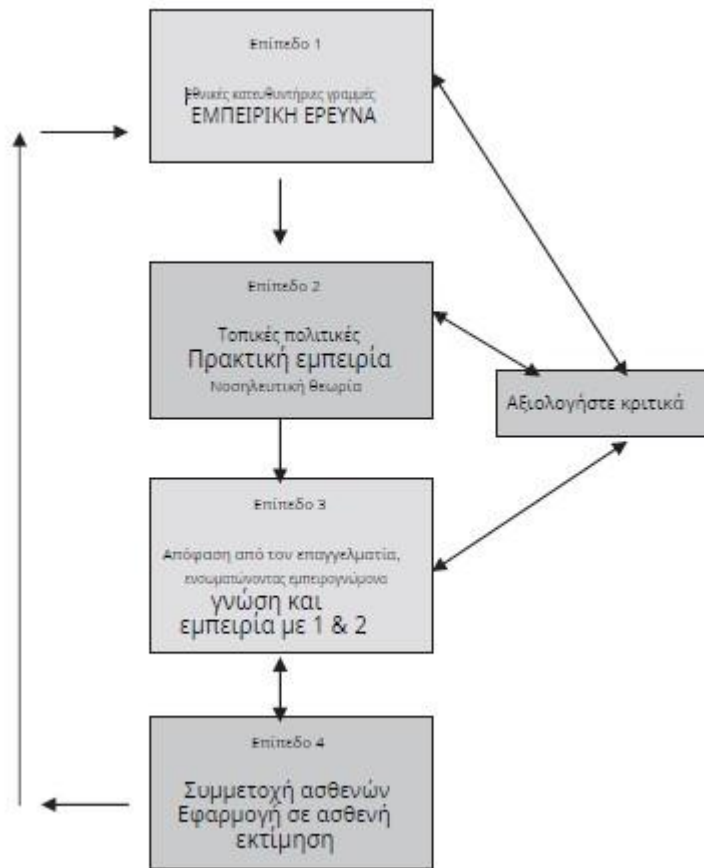 Επίπεδο 1
εθνικές κατευθυντήριες γραμμές
ΕΜΠΕΙΡΙΚΗ ΕΡΕΥΝΑ
Επίπεδο 2
Τοπικές πολιτικές
Πρακτική εμπειρία
Νοσηλευτική θεωρία
Αξιολογήστε κριτικά
Επίπεδο 3
Απόφαση από τον επαγγελματία,
ενσωματώνοντας εμπειρογνώμονα
γνώση και
εμπειρία με 1 & 2
Επίπεδο 4
Συμμετοχή ασθενών
Εφαρμογή σε ασθενή
εκτίμηση